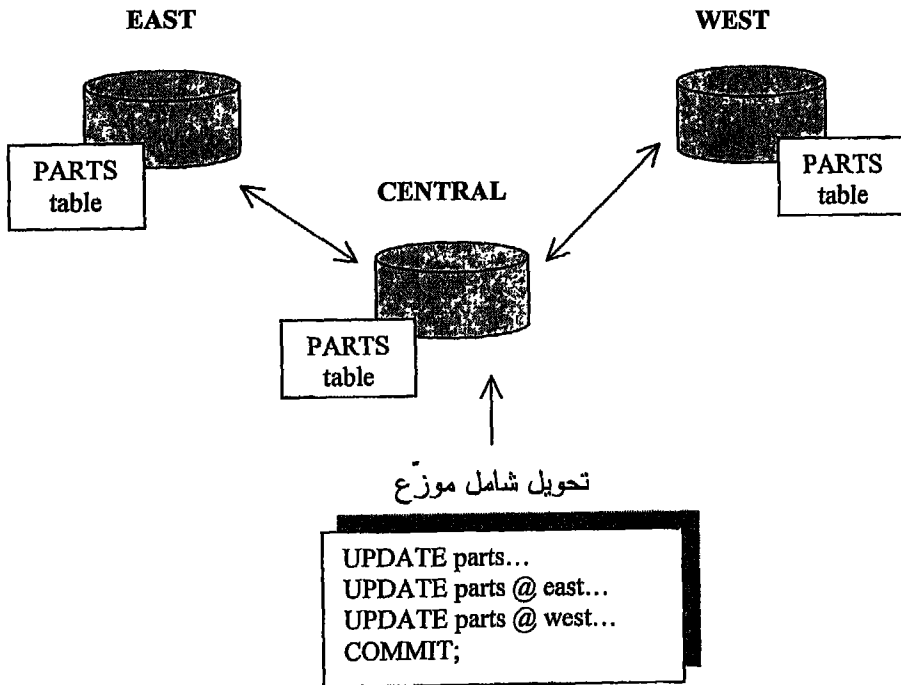 EAST
WEST
PARTS
table
PARTS
table
CENTRAL
PARTS
table
تحويل شامل موزّع
UPDATE parts...
UPDATE parts @ east...
UPDATE parts @ west...
COMMIT;